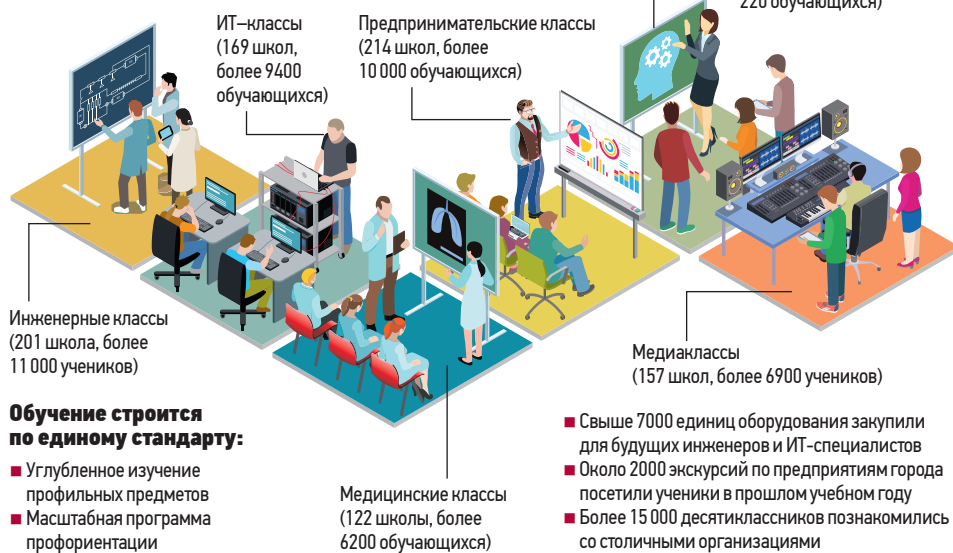 220 обучающихся)
ИТ–классы
(169 школ,
более 9400
обучающихся)
Предпринимательские классы
(214 школ, более
10 000 обучающихся)
Инженерные классы
(201 школа, более
11 000 учеников)
Медиаклассы
(157 школ, более 6900 учеников)
Обучение строится
по единому стандарту:
■ Углубленное изучение
профильных предметов
■ Масштабная программа
профориентации
Медицинские классы
(122 школы, более
6200 обучающихся)
■ Свыше 7000 единиц оборудования закупили
для будущих инженеров и ИТ-специалистов
■ Около 2000 экскурсий по предприятиям города
посетили ученики в прошлом учебном году
■ Более 15 000 десятиклассников познакомились
со столичными организациями